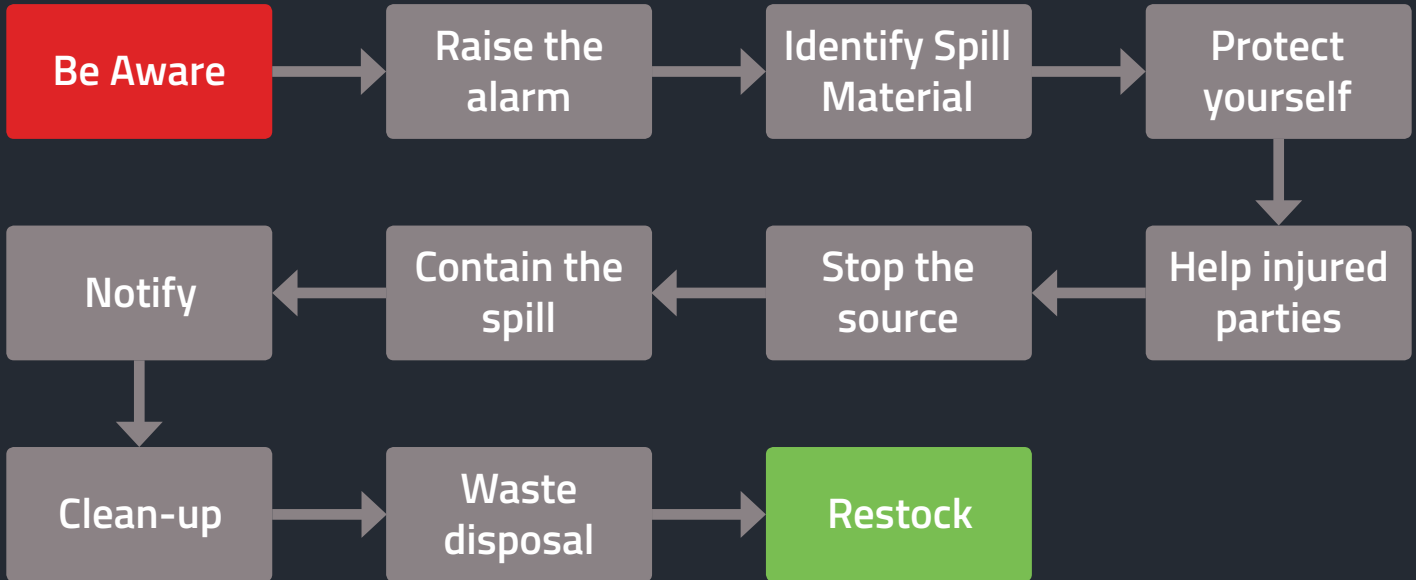 Be Aware
Raise the
alarm
Identify Spill
Material
Protect
yourself
Help injured
parties
Stop the
source
Contain the
spill
Notify
Clean-up
Waste
disposal
Restock